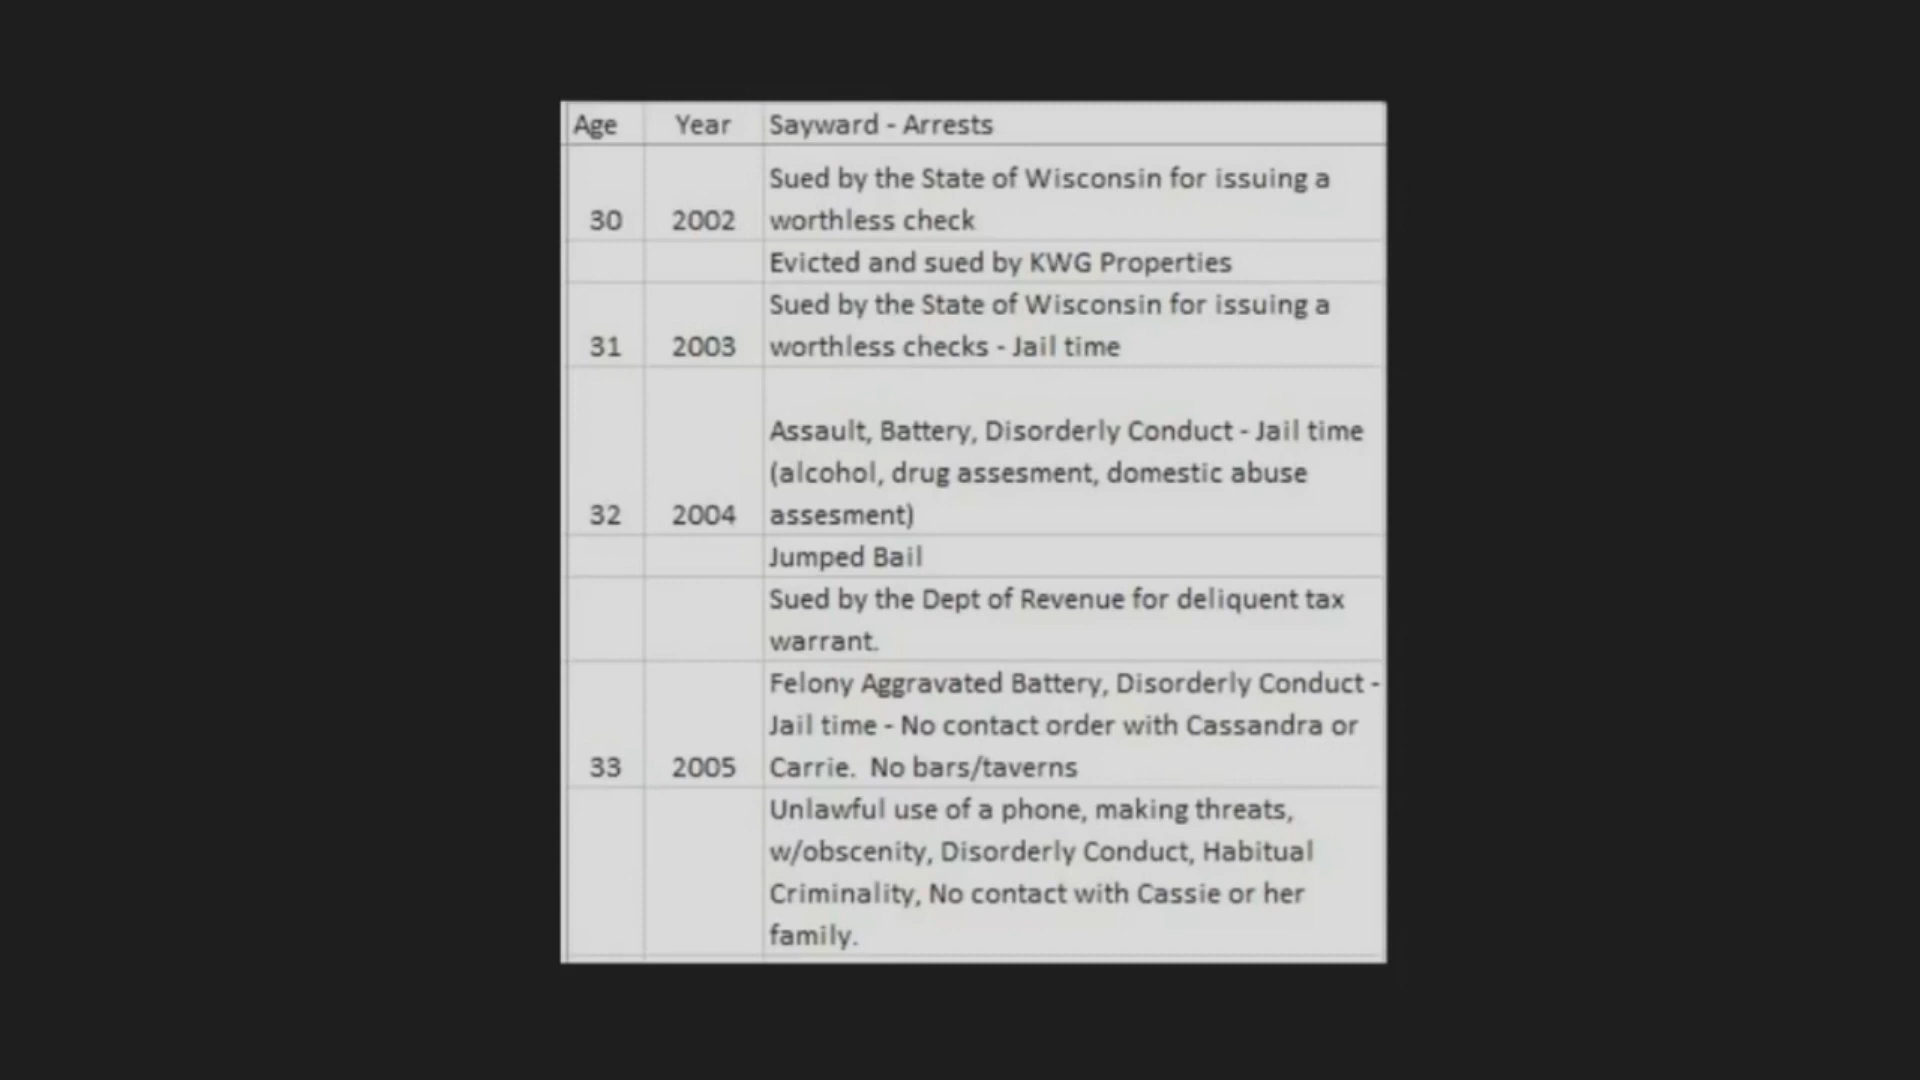 Age Year Sayward - Arrests
Sued by the State of Wisconsin for issuing a
30 2002 worthless check
Evicted and sued by KWG Properties
Sued by the State of Wisconsin for issuing a
31 2003 worthless checks - Jail time
Assault, Battery, Disorderly Conduct - Jail time
(alcohol, drug assesment, domestic abuse
32 2004 assesment)
Jumped Bail
Sued by the Dept of Revenue for deliquent tax
warrant.
Felony Aggravated Battery, Disorderly Conduct -
Jail time - No contact order with Cassandra or
33 2005 Carrie. No bars/taverns
Unlawful use of a phone, making threats,
w/obscenity, Disorderly Conduct, Habitual
Criminality, No contact with Cassie or her
family.